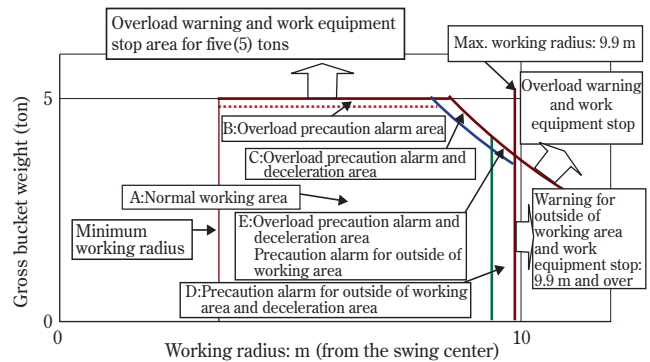 Overload warning and work equipment
stop area for five(5) tons
Max. working radius: 9.9 m
Overload warning
and work
equipment stop
5
B:Overload precaution alarm area
C:Overload precaution alarm and
deceleration area
A:Normal working area
Minimum
working radius
E:Overload precaution alarm and
deceleration area
Precaution alarm for outside of
working area
Warning for
outside of
working area
and work
equipment stop:
9.9 m and over
D:Precaution alarm for outside of working
area and deceleration area
Gross bucket weight (ton)
0
0
10
Working radius: m (from the swing center)